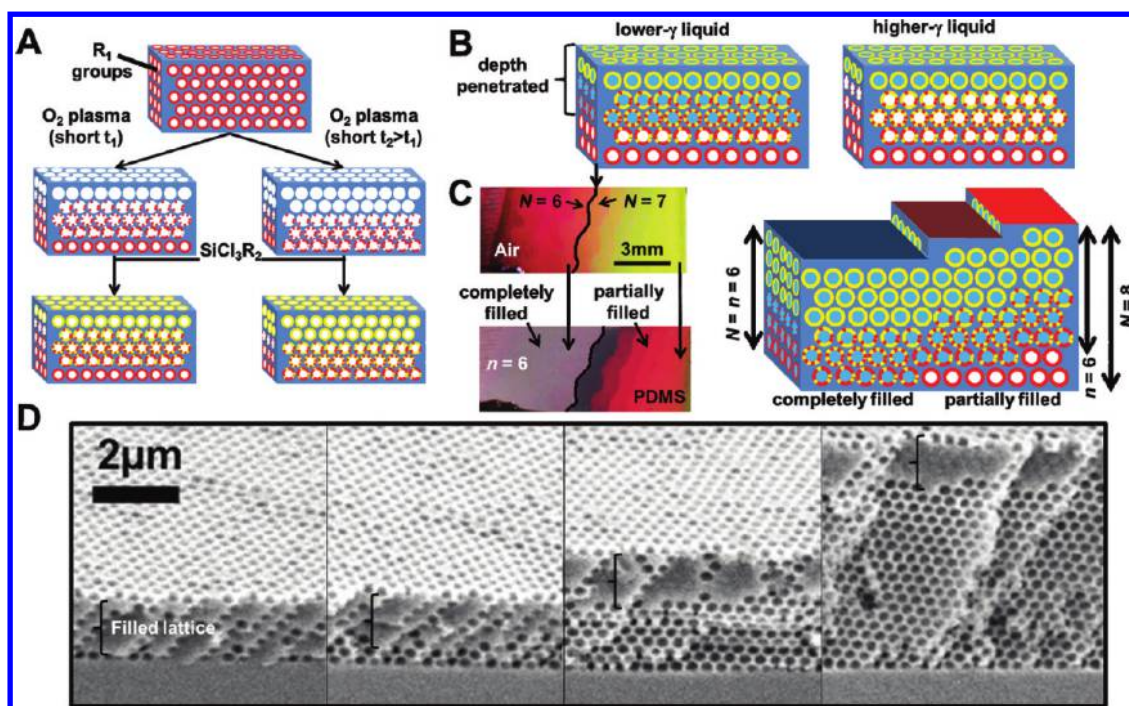 A
R₁
groups
O₂ plasma
(short t₁)
O₂ plasma
(short t₂>t₁)
SiCl₃R₂
B
lower-γ liquid
higher-γ liquid
depth
penetrated
C
N = 6
N = 7
Air
3mm
completely
filled
partially
filled
n = 6
PDMS
N = n = 6
n = 6
N = 8
completely filled
partially filled
D
2μm
Filled lattice